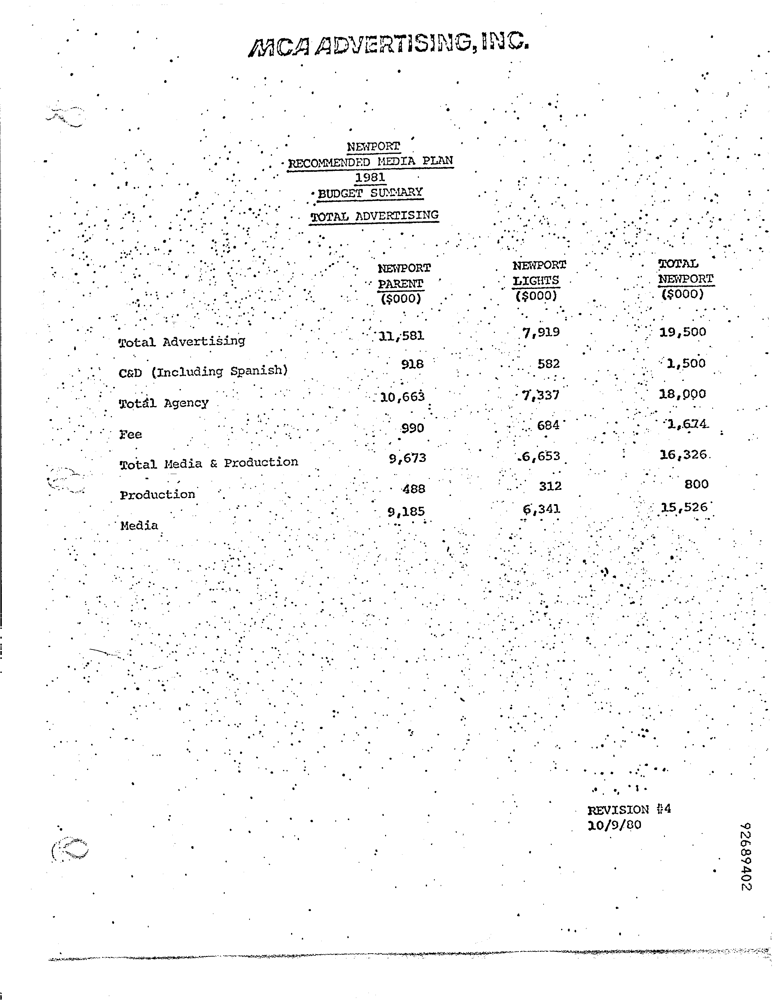 MCA ADVERTISING, INC.
NEWPORT
RECOMMENDED MEDIA PLAN
1981
BUDGET SUMMARY
TOTAL ADVERTISING
NEWPORT NEWPORT TOTAL
PARENT LIGHTS NEWPORT
($000) ($000) ($000)
Total Advertising 11,581 7,919 19,500
C&D (Including Spanish) 918 582 1,500
Total Agency 10,663 7,337 18,000
Fee 990 684 1,674
Total Media & Production 9,673 6,653 16,326
Production 488 312 800
Media 9,185 6,341 15,526
REVISION #4
10/9/80
92689402